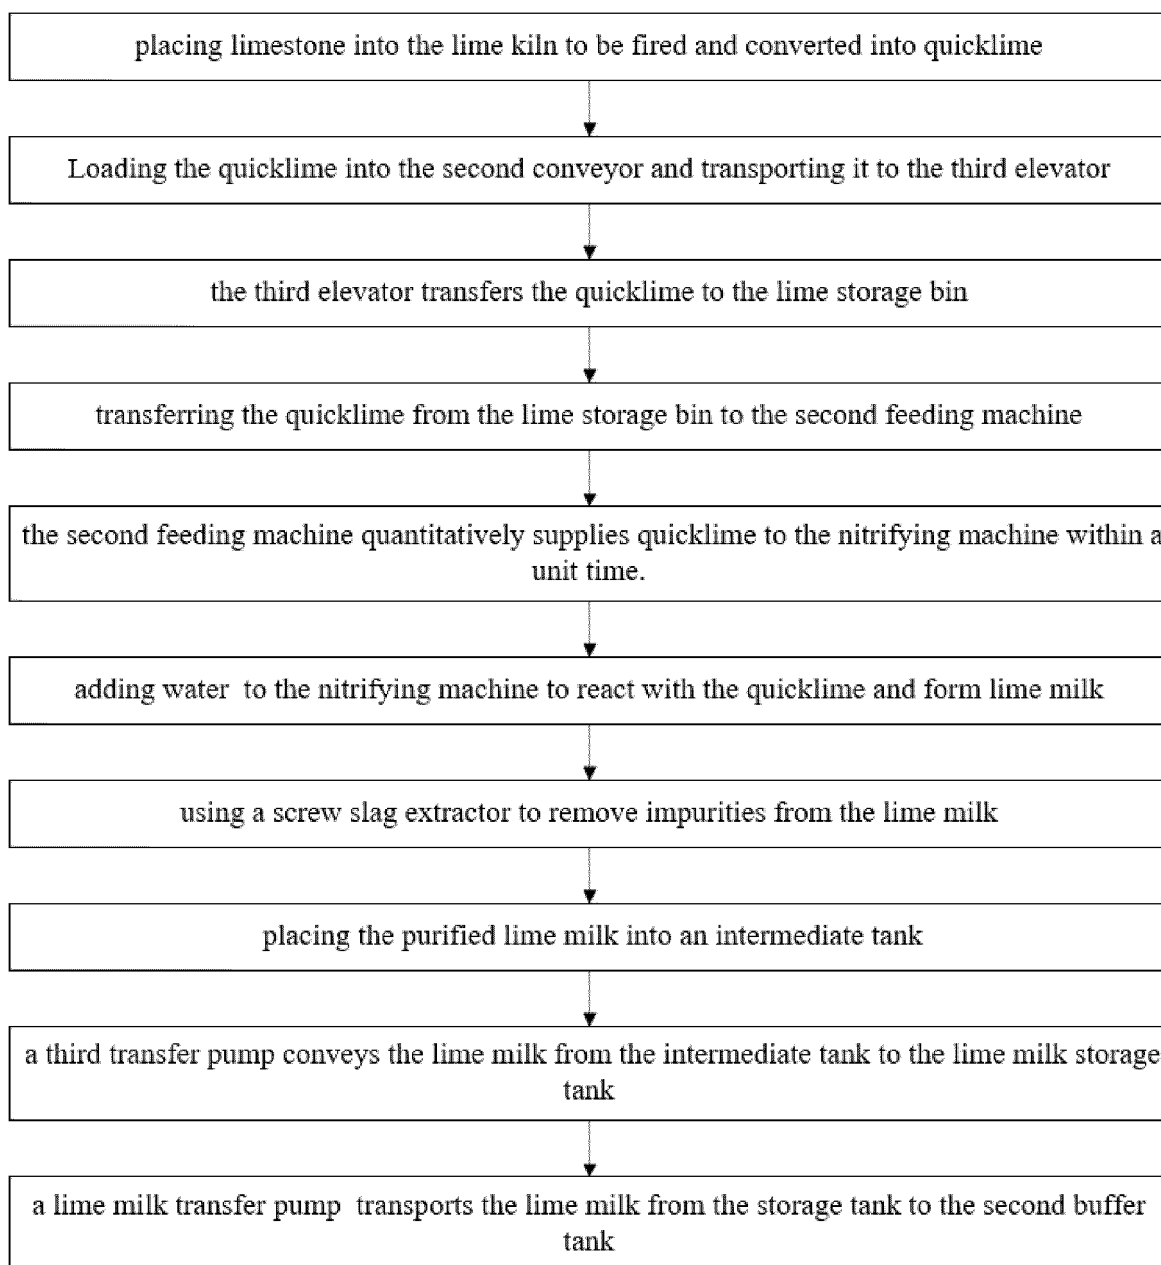 placing limestone into the lime kiln to be fired and converted into quicklime
Loading the quicklime into the second conveyor and transporting it to the third elevator
the third elevator transfers the quicklime to the lime storage bin
transferring the quicklime from the lime storage bin to the second feeding machine
the second feeding machine quantitatively supplies quicklime to the nitrifying machine within a
unit time.
adding water  to the nitrifying machine to react with the quicklime and form lime milk
using a screw slag extractor to remove impurities from the lime milk
placing the purified lime milk into an intermediate tank
a third transfer pump conveys the lime milk from the intermediate tank to the lime milk storage
tank
a lime milk transfer pump  transports the lime milk from the storage tank to the second buffer
tank